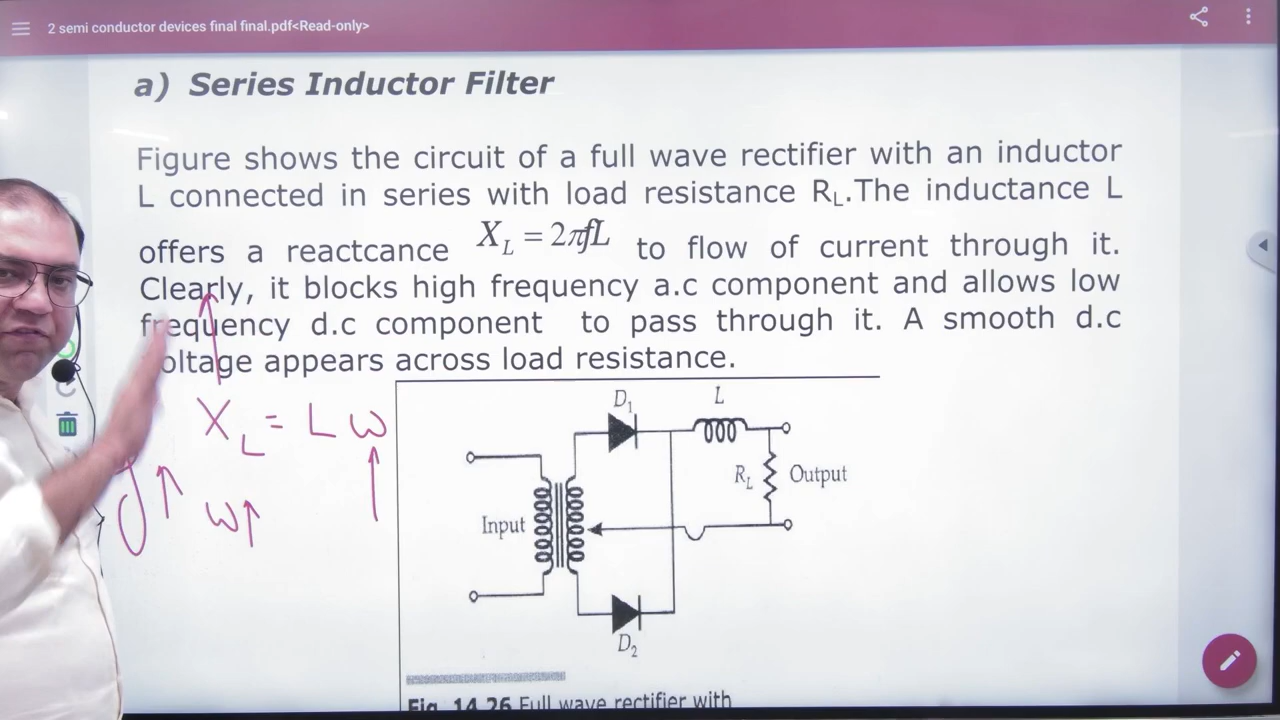 2 semi conductor devices final final.pdf<Read-only>
a) Series Inductor Filter
Figure shows the circuit of a full wave rectifier with an inductor
L connected in series with load resistance RL.The inductance L
offers a reactcance XL = 2πfL to flow of current through it.
Clearly, it blocks high frequency a.c component and allows low
frequency d.c component to pass through it. A smooth d.c
oltage appears across load resistance.
XL = Lω
ω↑
D1
L
RL
Output
Input
D2
Fig. 14.26 Full wave rectifier with